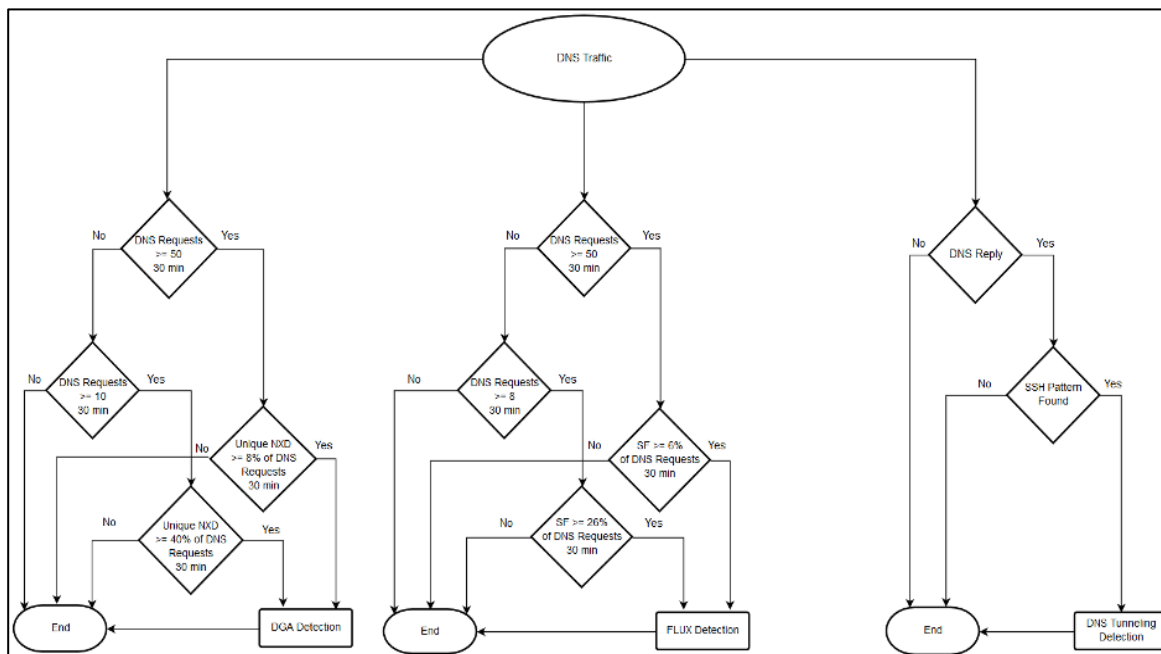 DNS Traffic
No
DNS Requests
>= 50
30 min
Yes
No
DNS Requests
>= 50
30 min
Yes
No
DNS Reply
Yes
No
DNS Requests
>= 10
30 min
Yes
No
DNS Requests
>= 8
30 min
Yes
No
SSH Pattern
Found
Yes
No
Unique NXD
>= 8% of DNS
Requests
30 min
Yes
No
SF >= 6%
of DNS Requests
30 min
Yes
No
Unique NXD
>= 40% of DNS
Requests
30 min
Yes
No
SF >= 26%
of DNS Requests
30 min
Yes
End
DGA Detection
End
FLUX Detection
End
DNS Tunneling
Detection